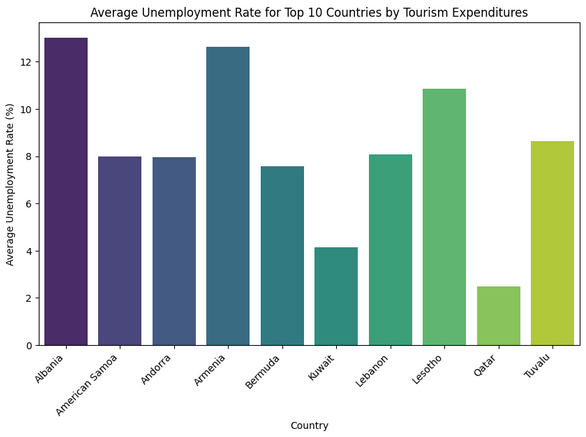 Average Unemployment Rate for Top 10 Countries by Tourism Expenditures
Average Unemployment Rate (%)
12
10
8
6
4
2
0
Albania
American Samoa
Andorra
Armenia
Bermuda
Kuwait
Lebanon
Lesotho
Qatar
Tuvalu
Country